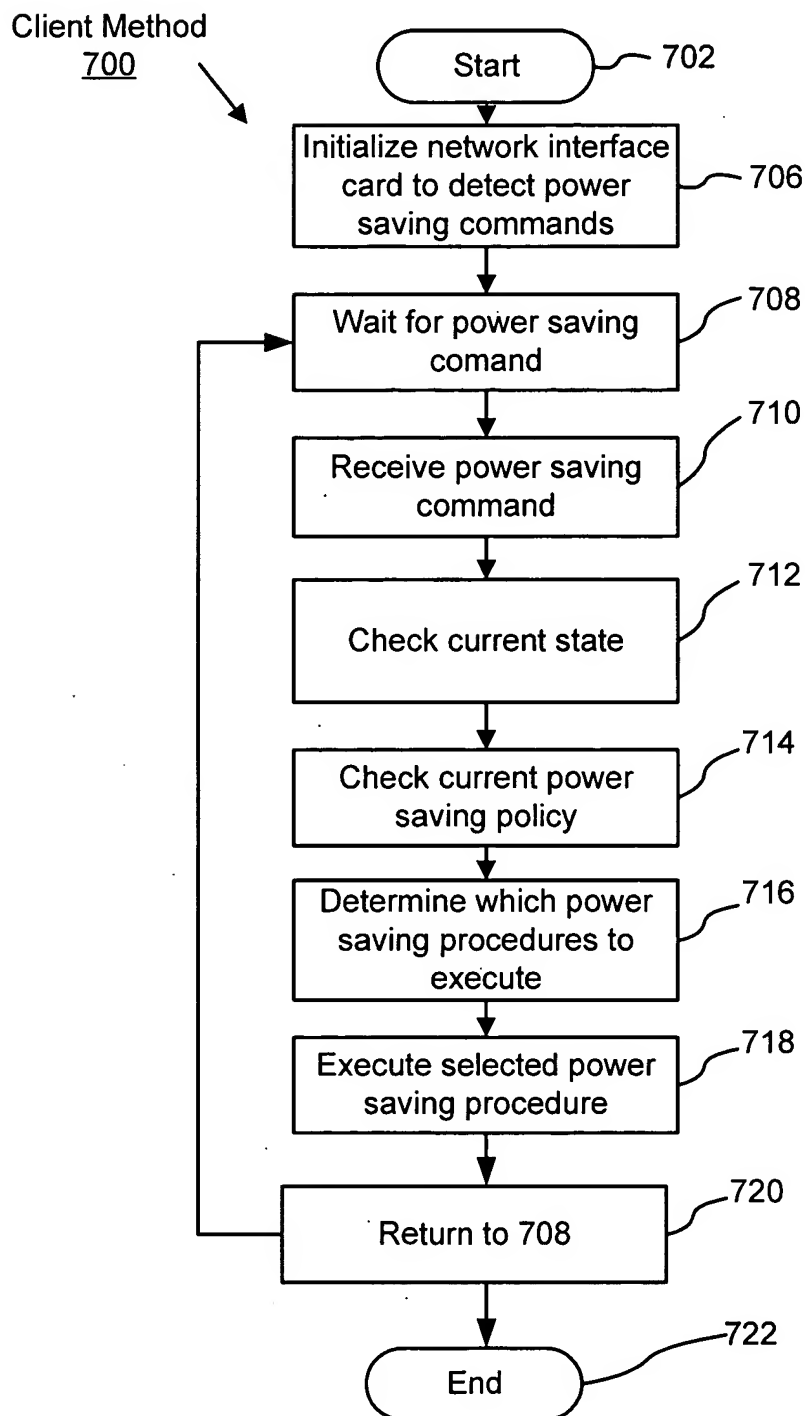 Client Method
700
Start
702
Initialize network interface
card to detect power
saving commands
706
Wait for power saving
comand
708
Receive power saving
command
710
Check current state
712
Check current power
saving policy
714
Determine which power
saving procedures to
execute
716
Execute selected power
saving procedure
718
Return to 708
720
End
722